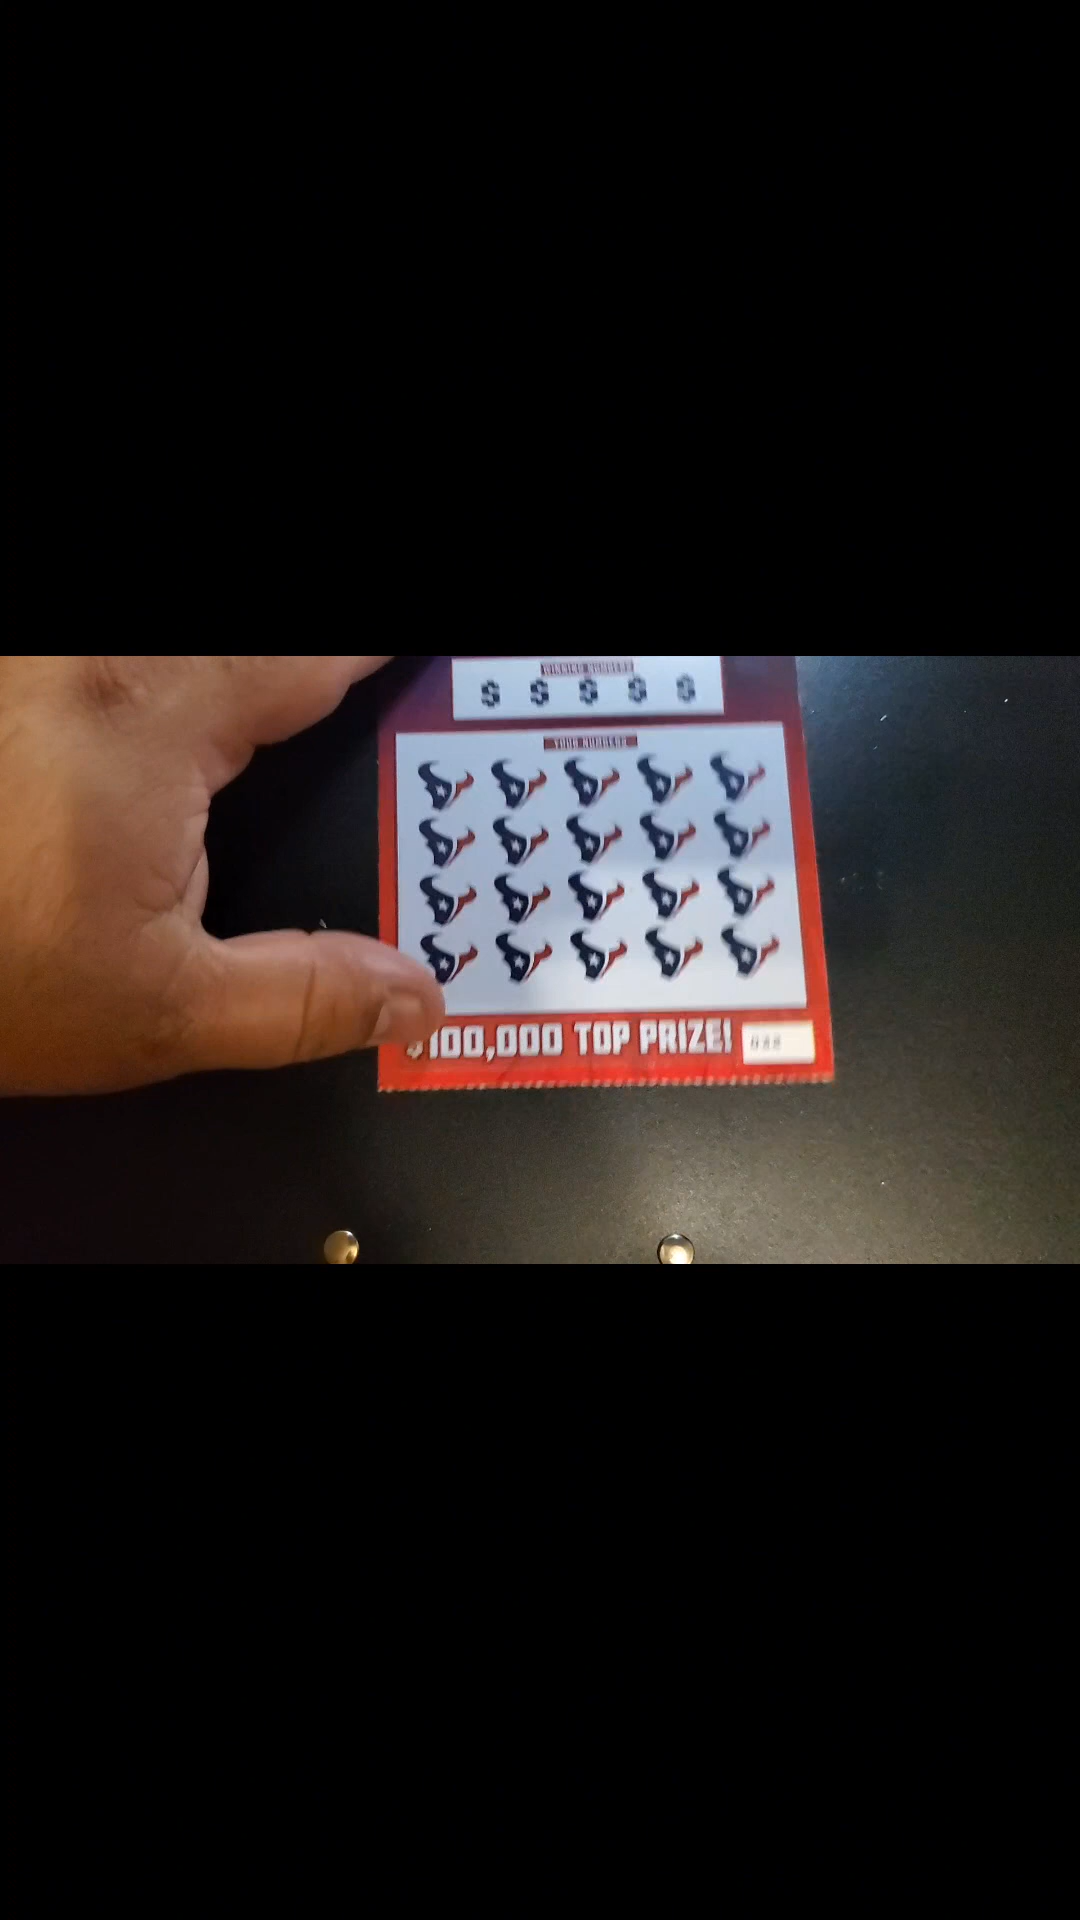 WINNING NUMBERS
$ $ $ $ $
YOUR NUMBERS
$100,000 TOP PRIZE!